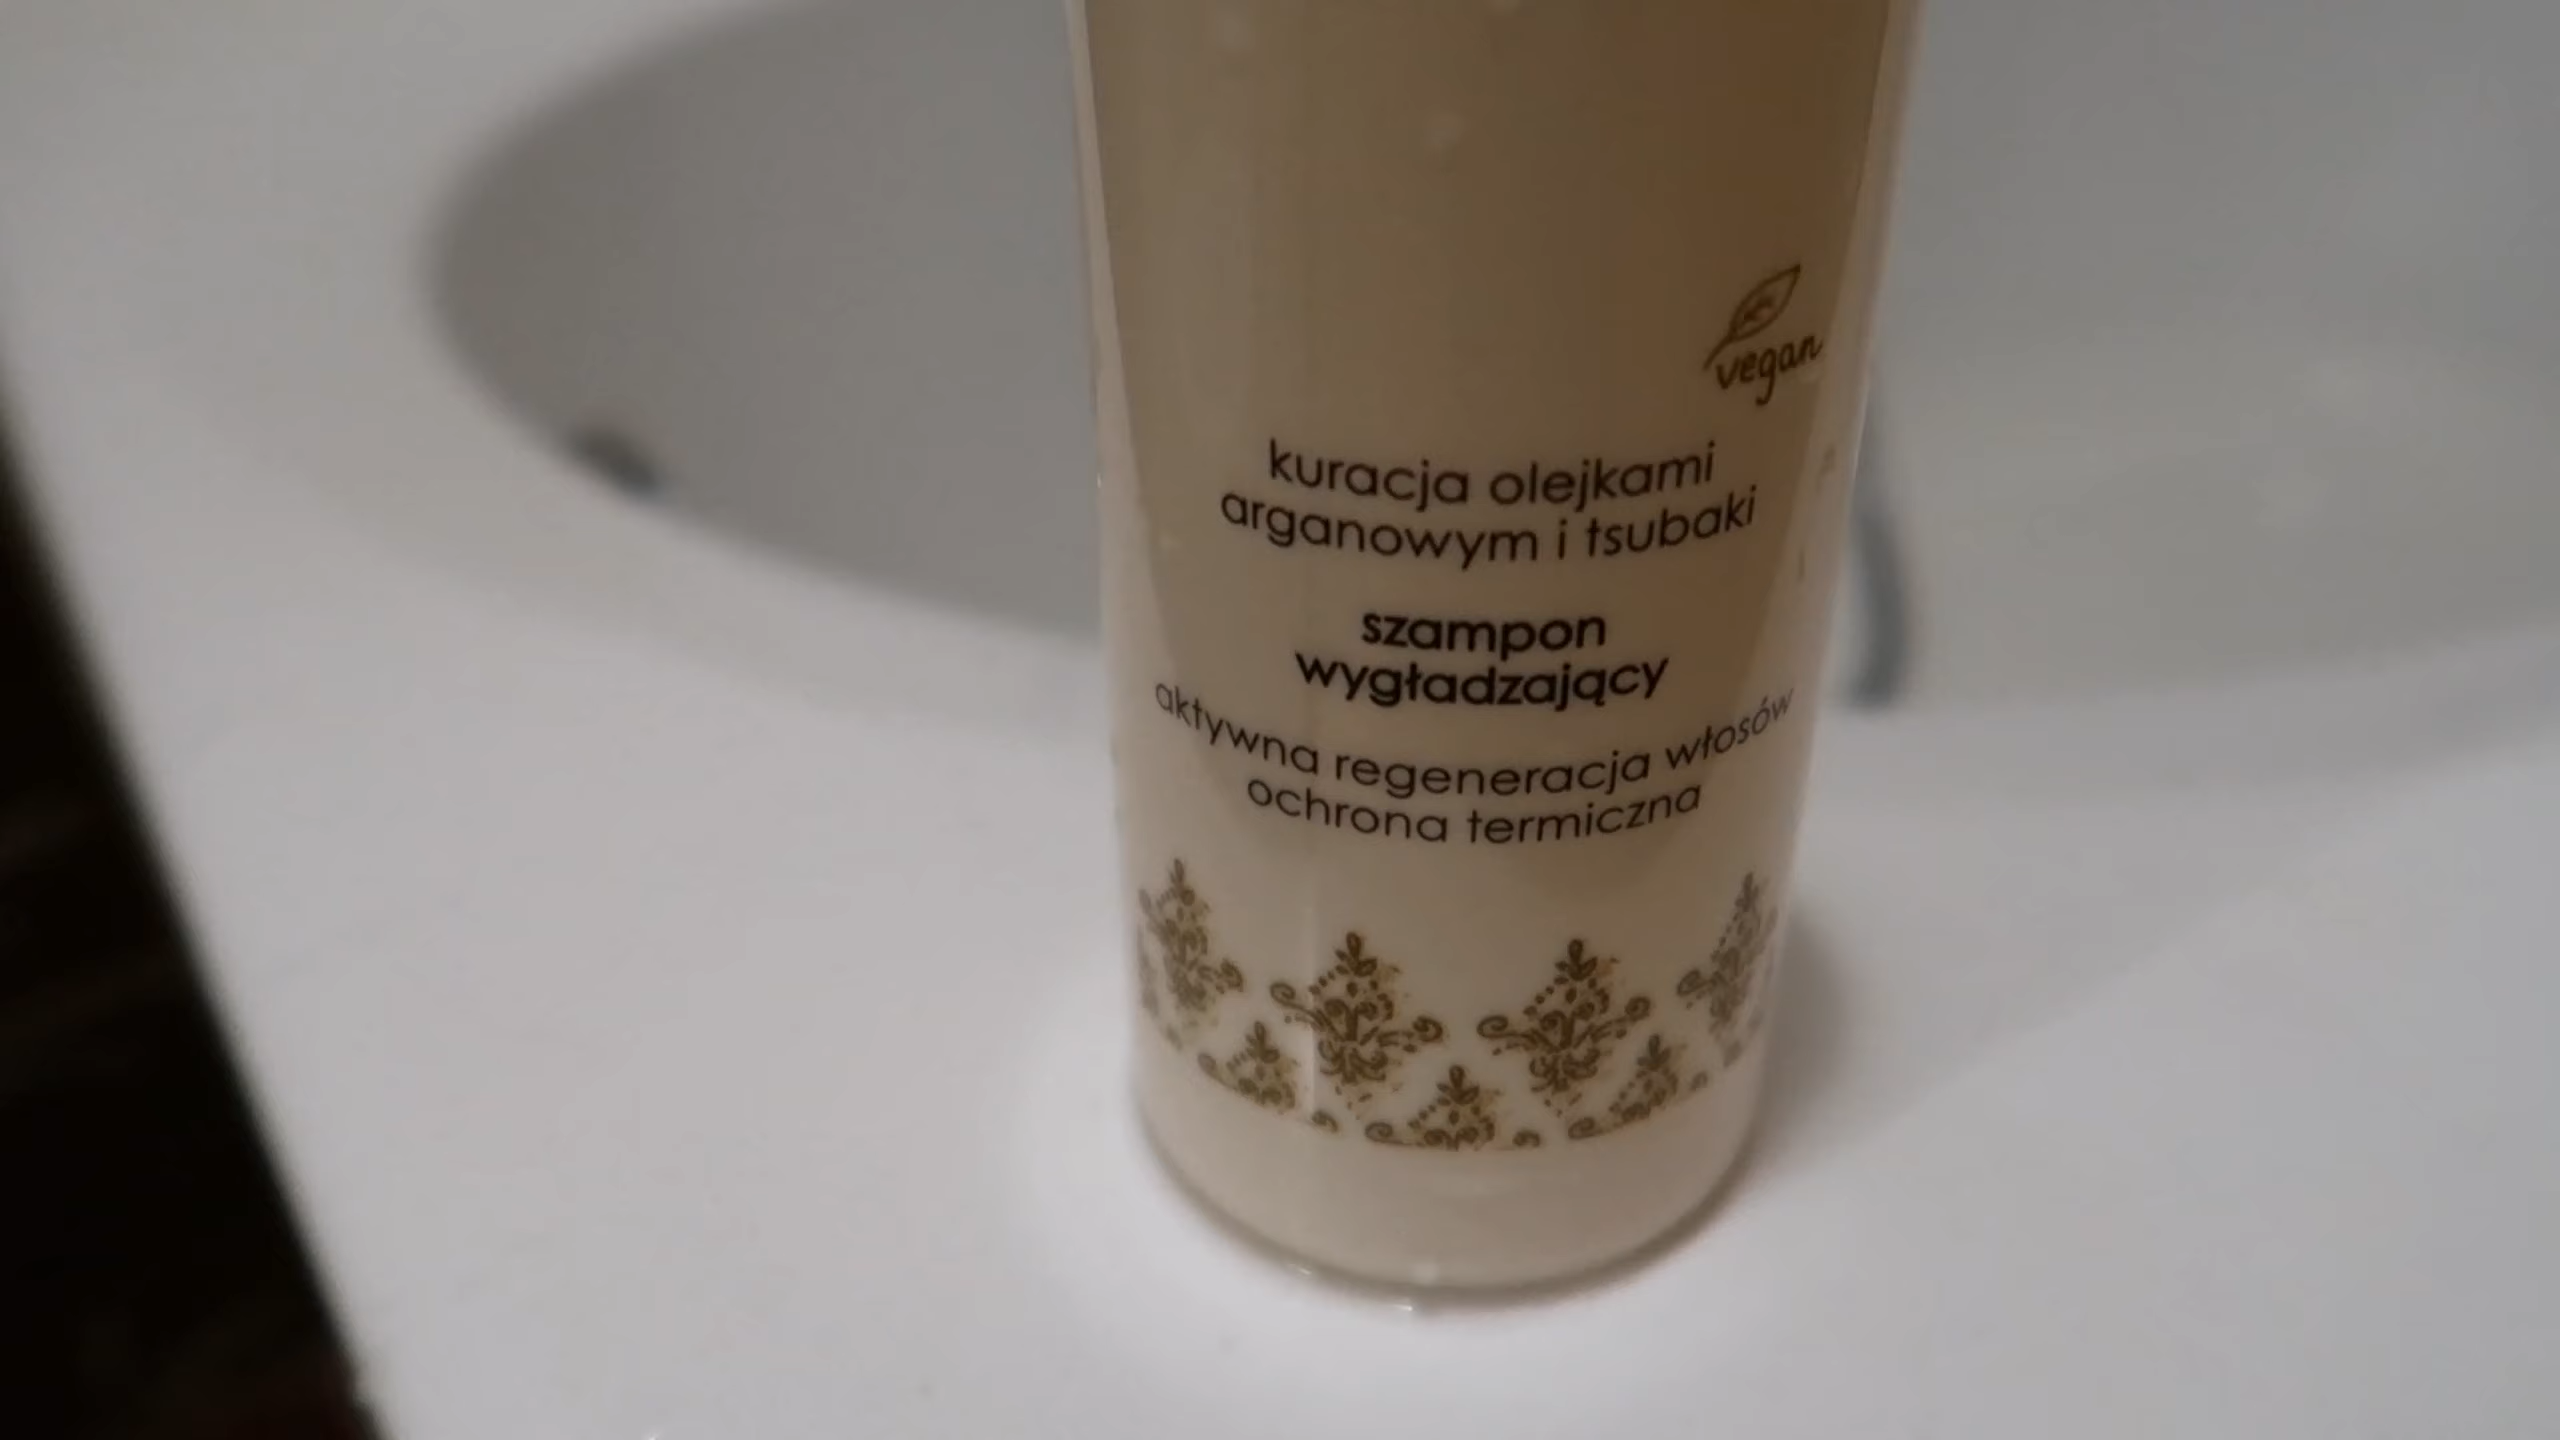 vegan
kuracja olejkami
arganowym i tsubaki
szampon
wygładzający
aktywna regeneracja włosów
ochrona termiczna